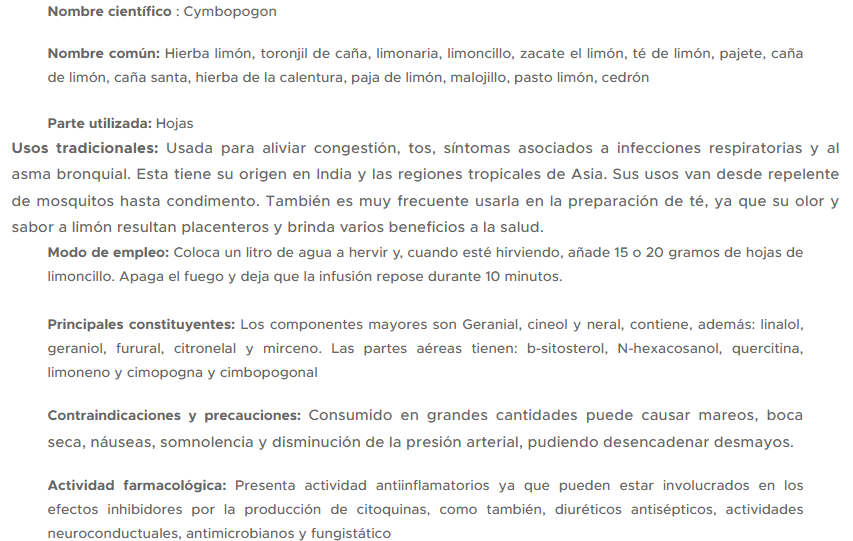 Nombre científico : Cymbopogon
Nombre común: Hierba limón, toronjil de caña, limonaria, limoncillo, zacate el limón, té de limón, pajete, caña
de limón, caña santa, hierba de la calentura, paja de limón, malojillo, pasto limón, cedrón
Parte utilizada: Hojas
Usos tradicionales: Usada para aliviar congestión, tos, síntomas asociados a infecciones respiratorias y al
asma bronquial. Esta tiene su origen en India y las regiones tropicales de Asia. Sus usos van desde repelente
de mosquitos hasta condimento. También es muy frecuente usarla en la preparación de té, ya que su olor y
sabor a limón resultan placenteros y brinda varios beneficios a la salud.
Modo de empleo: Coloca un litro de agua a hervir y, cuando esté hirviendo, añade 15 o 20 gramos de hojas de
limoncillo. Apaga el fuego y deja que la infusión repose durante 10 minutos.
Principales constituyentes: Los componentes mayores son Geranial, cineol y neral, contiene, además: linalol,
geraniol, furural, citronelal y mirceno. Las partes aéreas tienen: b-sitosterol, N-hexacosanol, quercitina,
limoneno y cimopogna y cimbopogonal
Contraindicaciones y precauciones: Consumido en grandes cantidades puede causar mareos, boca
seca, náuseas, somnolencia y disminución de la presión arterial, pudiendo desencadenar desmayos.
Actividad farmacológica: Presenta actividad antiinflamatorios ya que pueden estar involucrados en los
efectos inhibidores por la producción de citoquinas, como también, diuréticos antisépticos, actividades
neuroconductuales, antimicrobianos y fungistático